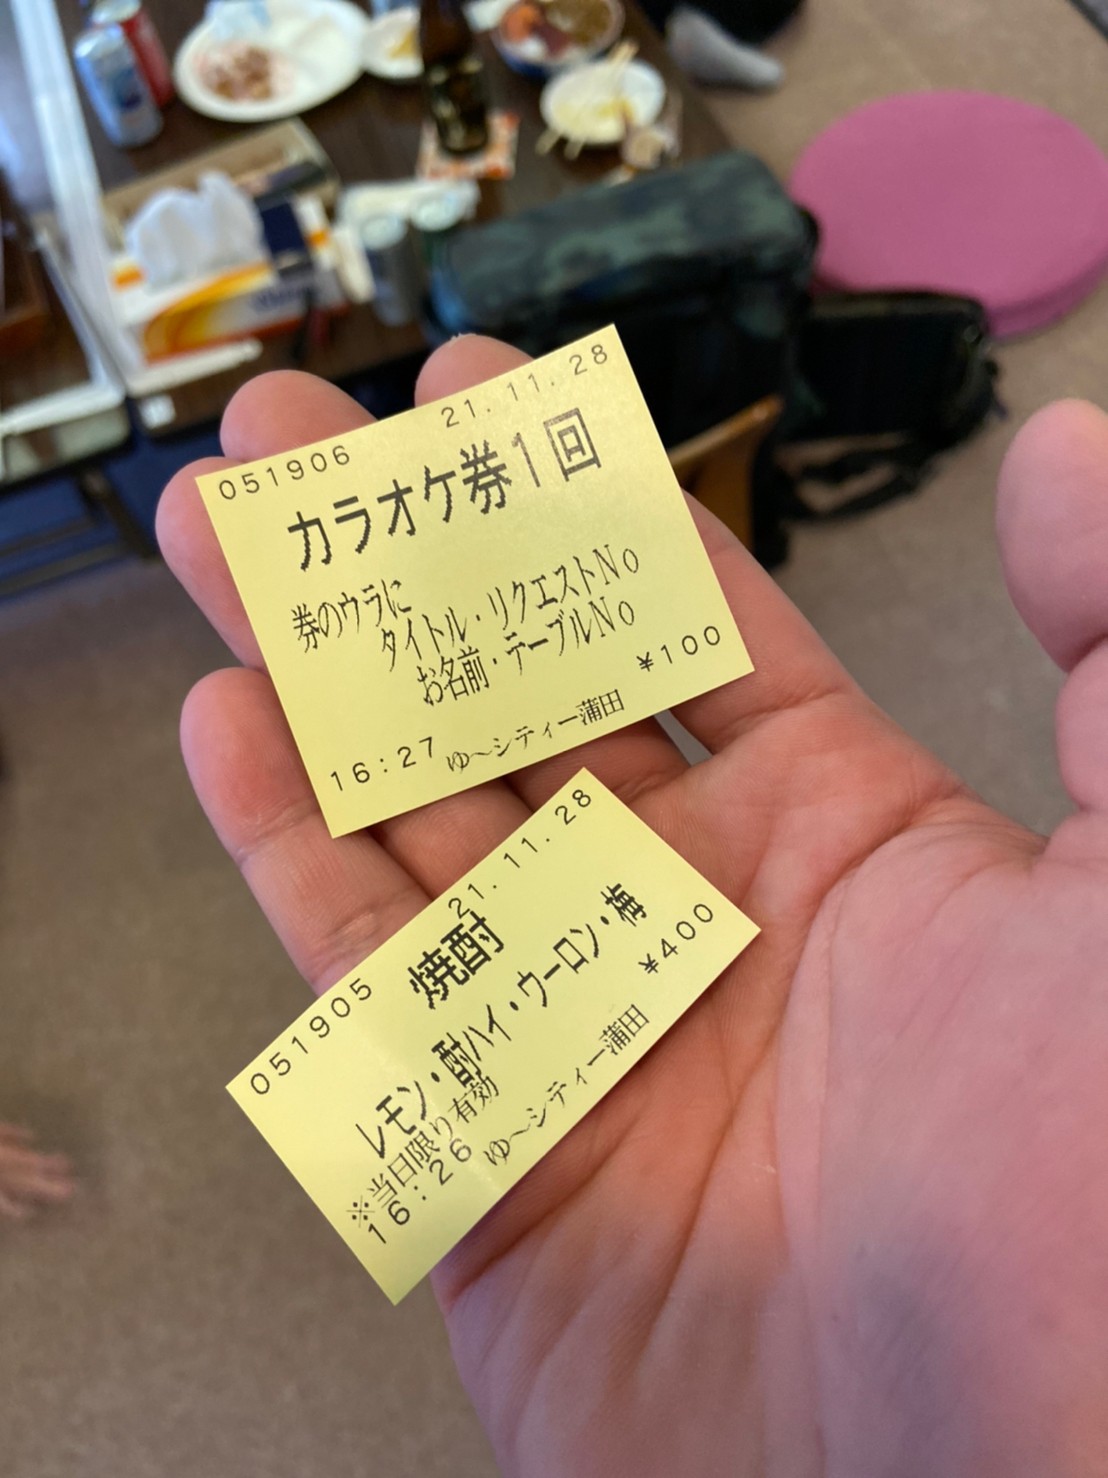 21.11.28
051906
カラオケ券1回
券のウラに
タイトル・リクエストNo
お名前・テーブルNo
¥100
16:27 ゆ〜シティー蒲田
21.11.28
051905
焼酎
レモン・酎ハイ・ウーロン・梅
¥400
※当日限り有効
16:26 ゆ〜シティー蒲田